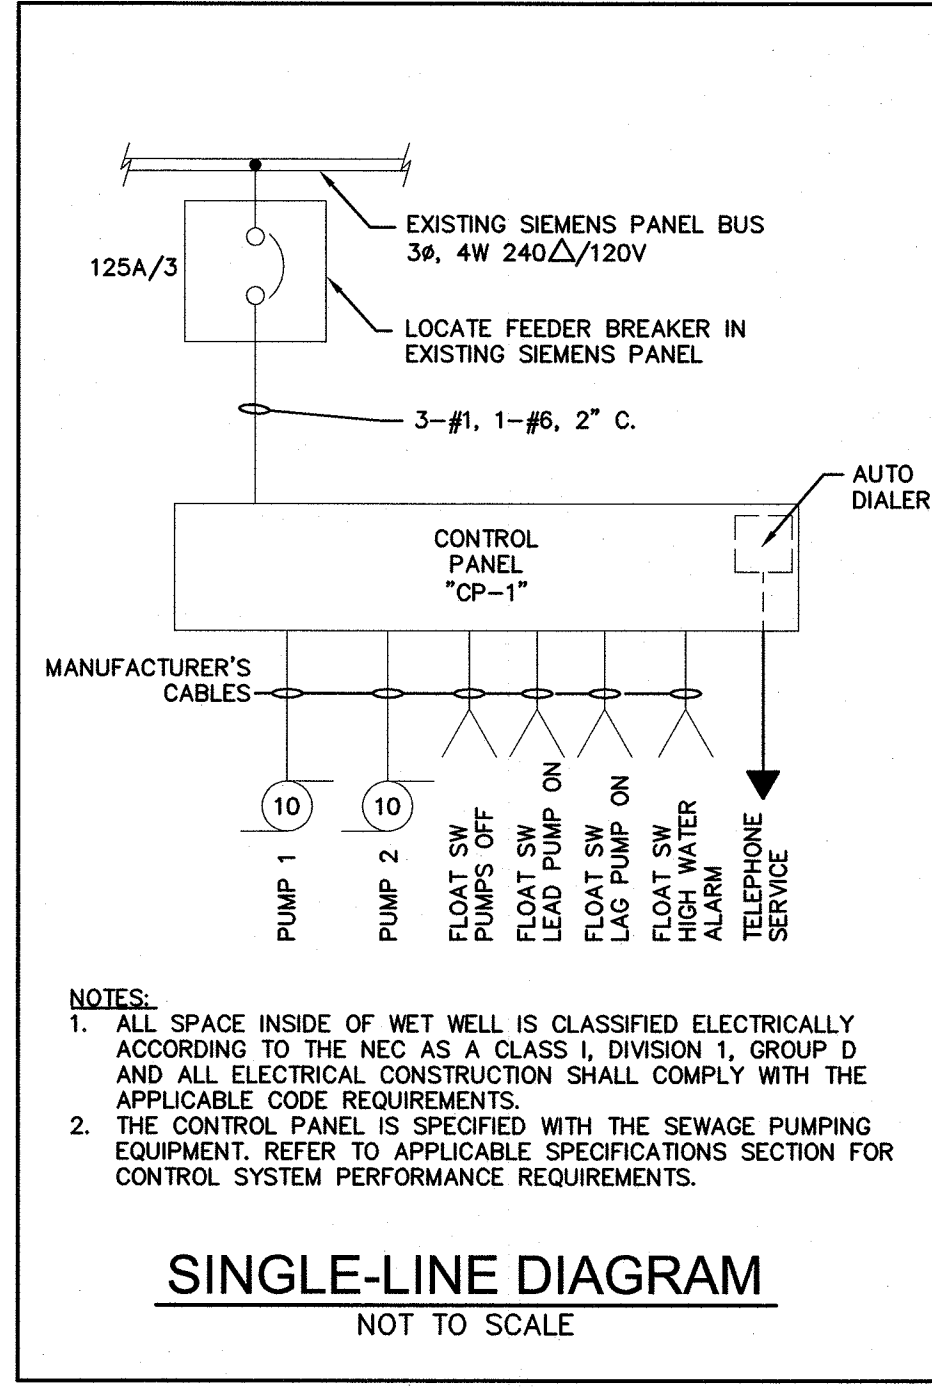 EXISTING SIEMENS PANEL BUS
3ø, 4W 240△/120V
125A/3
LOCATE FEEDER BREAKER IN
EXISTING SIEMENS PANEL
3-#1, 1-#6, 2" C.
AUTO
DIALER
CONTROL
PANEL
"CP-1"
MANUFACTURER'S
CABLES
10
10
PUMP 1
PUMP 2
FLOAT SW
PUMPS OFF
FLOAT SW
LEAD PUMP ON
FLOAT SW
LAG PUMP ON
FLOAT SW
HIGH WATER
ALARM
TELEPHONE
SERVICE
NOTES:
1. ALL SPACE INSIDE OF WET WELL IS CLASSIFIED ELECTRICALLY
ACCORDING TO THE NEC AS A CLASS I, DIVISION 1, GROUP D
AND ALL ELECTRICAL CONSTRUCTION SHALL COMPLY WITH THE
APPLICABLE CODE REQUIREMENTS.
2. THE CONTROL PANEL IS SPECIFIED WITH THE SEWAGE PUMPING
EQUIPMENT. REFER TO APPLICABLE SPECIFICATIONS SECTION FOR
CONTROL SYSTEM PERFORMANCE REQUIREMENTS.
SINGLE-LINE DIAGRAM
NOT TO SCALE